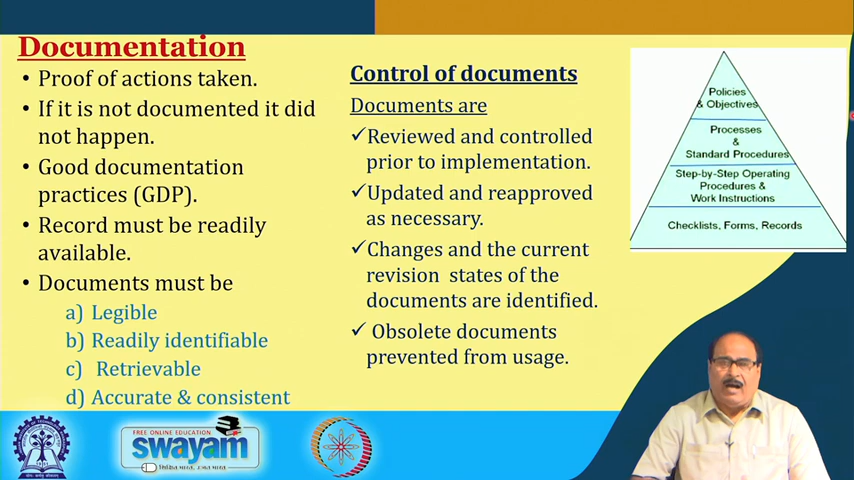 Documentation
• Proof of actions taken.
• If it is not documented it did
not happen.
• Good documentation
practices (GDP).
• Record must be readily
available.
• Documents must be
a) Legible
b) Readily identifiable
c) Retrievable
d) Accurate & consistent
Control of documents
Documents are
✓Reviewed and controlled
prior to implementation.
✓Updated and reapproved
as necessary.
✓Changes and the current
revision states of the
documents are identified.
✓ Obsolete documents
prevented from usage.
Policies
& Objectives
Processes
&
Standard Procedures
Step-by-Step Operating
Procedures &
Work Instructions
Checklists, Forms, Records
FREE ONLINE EDUCATION
swayam